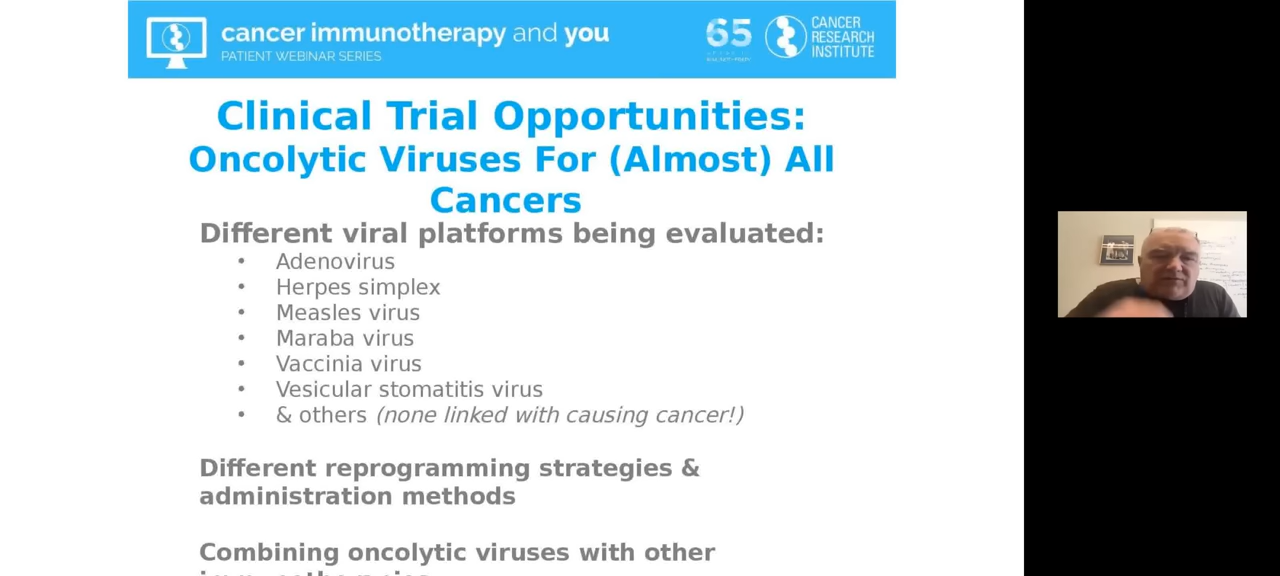 cancer immunotherapy and you
PATIENT WEBINAR SERIES
65
CANCER
RESEARCH
INSTITUTE
Clinical Trial Opportunities:
Oncolytic Viruses For (Almost) All
Cancers
Different viral platforms being evaluated:
• Adenovirus
• Herpes simplex
• Measles virus
• Maraba virus
• Vaccinia virus
• Vesicular stomatitis virus
• & others (none linked with causing cancer!)
Different reprogramming strategies &
administration methods
Combining oncolytic viruses with other